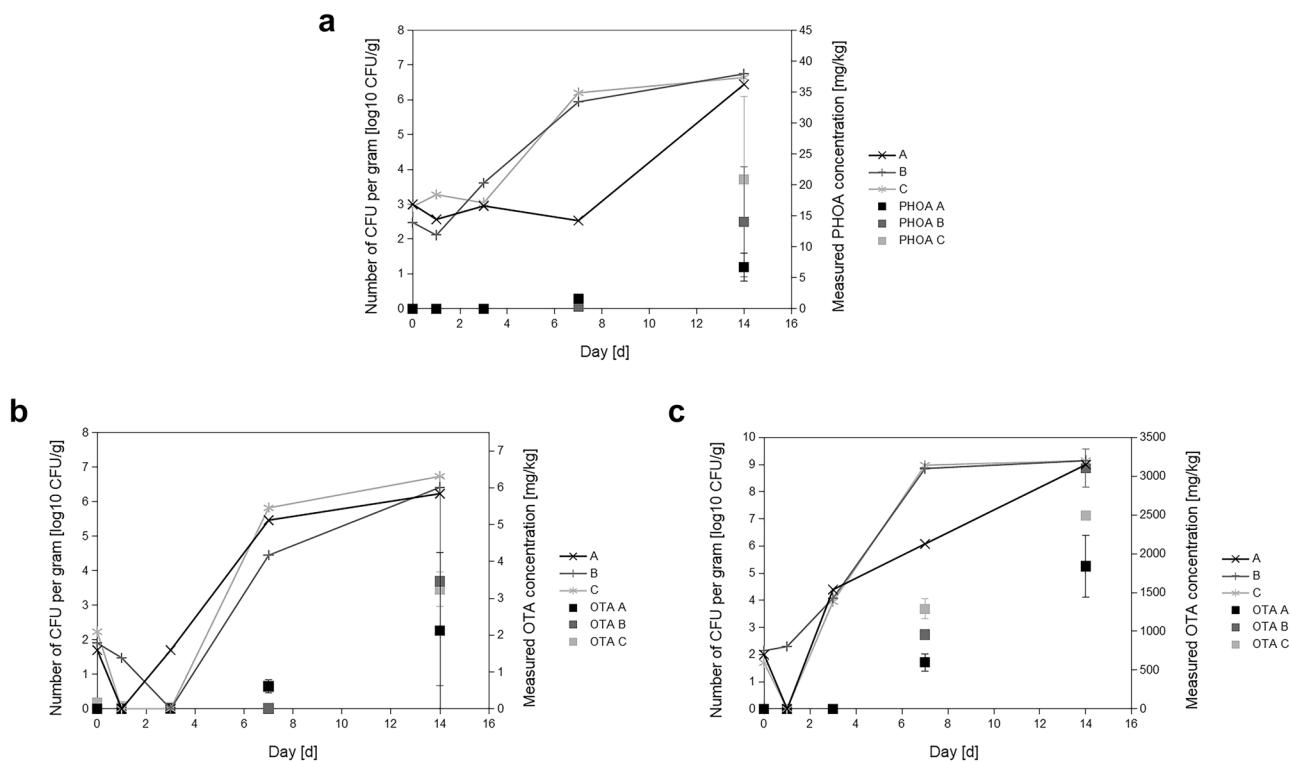 a
Number of CFU per gram [log10 CFU/g]
8
7
6
5
4
3
2
1
0
0 2 4 6 8 10 12 14 16
Day [d]
45
40
35
30
25
20
15
10
5
0
Measured PHOA concentration [mg/kg]
A
B
C
PHOA A
PHOA B
PHOA C
b
Number of CFU per gram [log10 CFU/g]
8
7
6
5
4
3
2
1
0
0 2 4 6 8 10 12 14 16
Day [d]
7
6
5
4
3
2
1
0
Measured OTA concentration [mg/kg]
A
B
C
OTA A
OTA B
OTA C
c
Number of CFU per gram [log10 CFU/g]
10
9
8
7
6
5
4
3
2
1
0
0 2 4 6 8 10 12 14 16
Day [d]
3500
3000
2500
2000
1500
1000
500
0
Measured OTA concentration [mg/kg]
A
B
C
OTA A
OTA B
OTA C